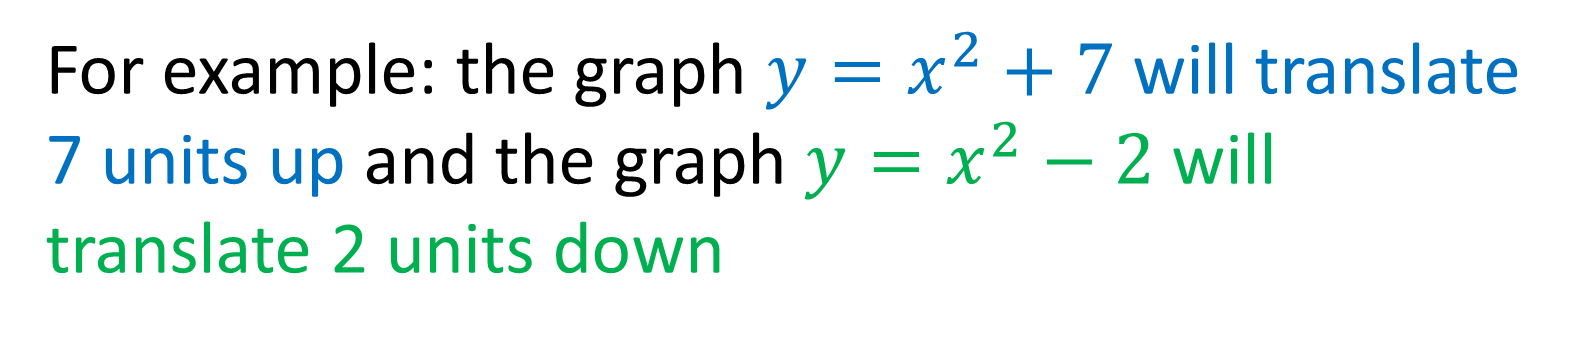 For example: the graph 𝑦 = 𝑥² + 7 will translate
7 units up and the graph 𝑦 = 𝑥² − 2 will
translate 2 units down